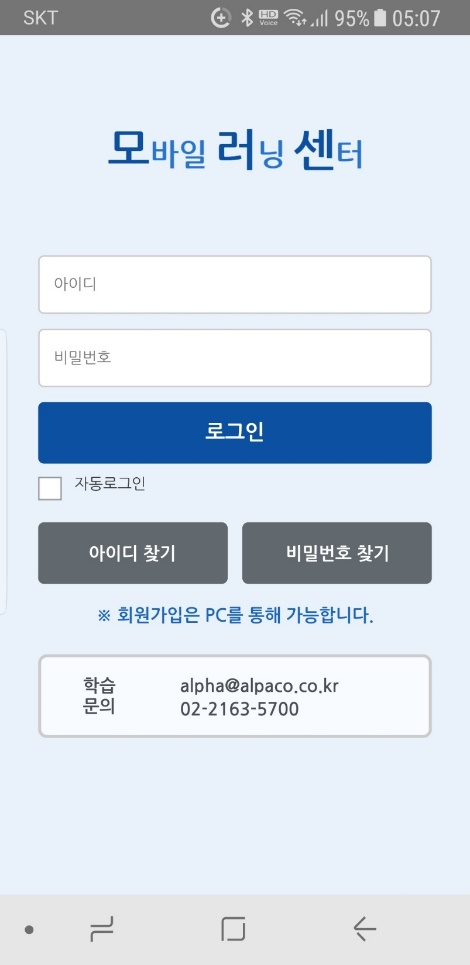 SKT HD Voice 95% 05:07
모바일 러닝 센터
아이디
비밀번호
로그인
자동로그인
아이디 찾기 비밀번호 찾기
※ 회원가입은 PC를 통해 가능합니다.
학습 alpha@alpaco.co.kr
문의 02-2163-5700